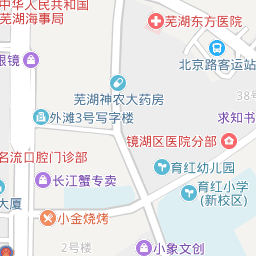 中华人民共和国
芜湖海事局
芜湖东方医院
北京路客运站
眼镜
芜湖神农大药房
38号
外滩3号写字楼
求知书
镜湖区医院分部
名流口腔门诊部
育红幼儿园
长江蟹专卖
育红小学
(新校区)
大厦
小金烧烤
2号楼
小象文创